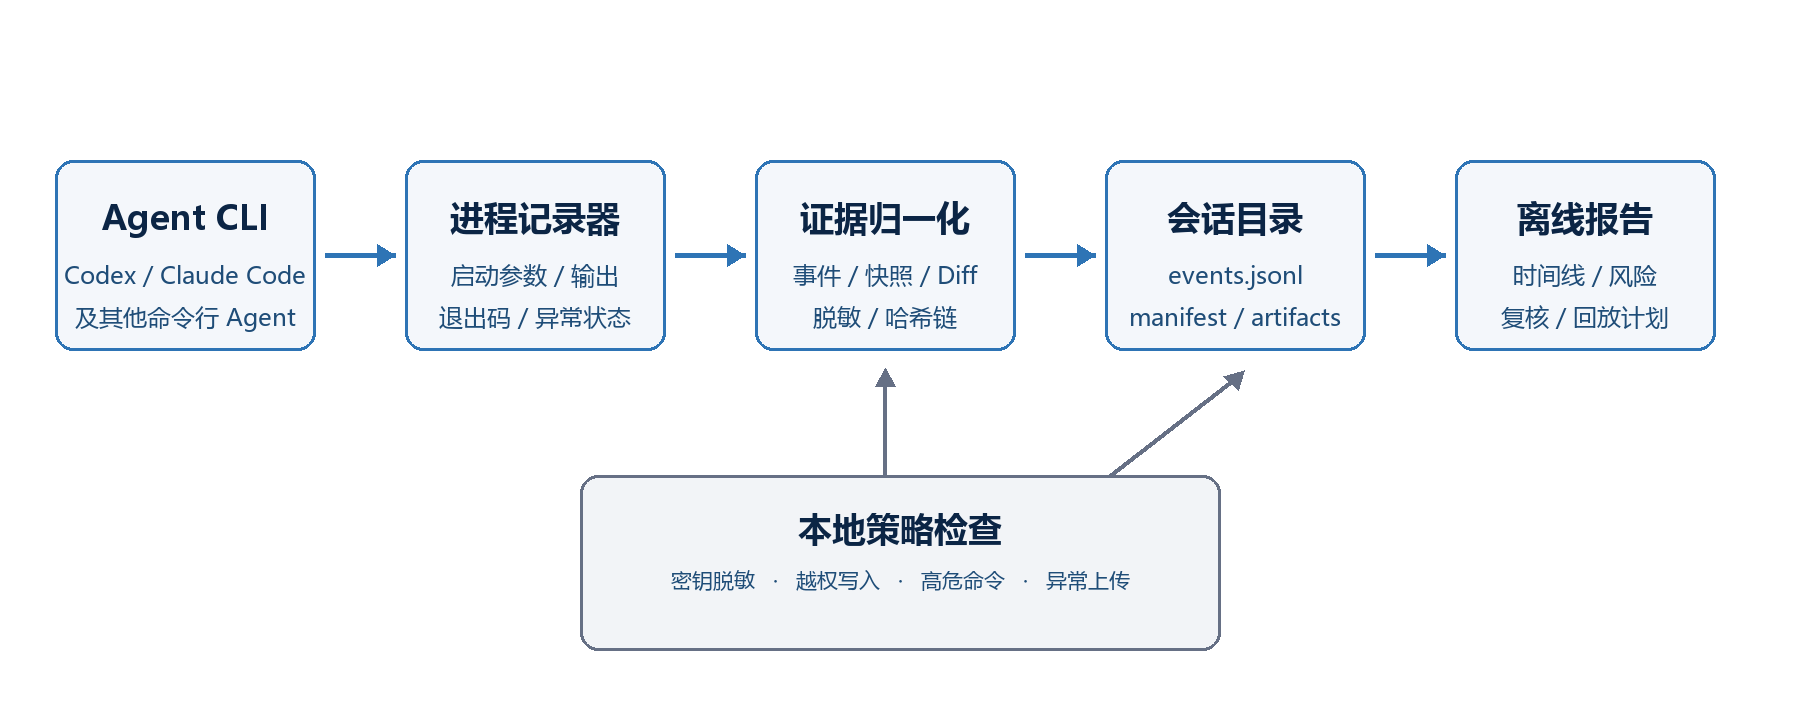 Agent CLI
Codex / Claude Code
及其他命令行 Agent
进程记录器
启动参数 / 输出
退出码 / 异常状态
证据归一化
事件 / 快照 / Diff
脱敏 / 哈希链
会话目录
events.jsonl
manifest / artifacts
离线报告
时间线 / 风险
复核 / 回放计划
本地策略检查
密钥脱敏 · 越权写入 · 高危命令 · 异常上传